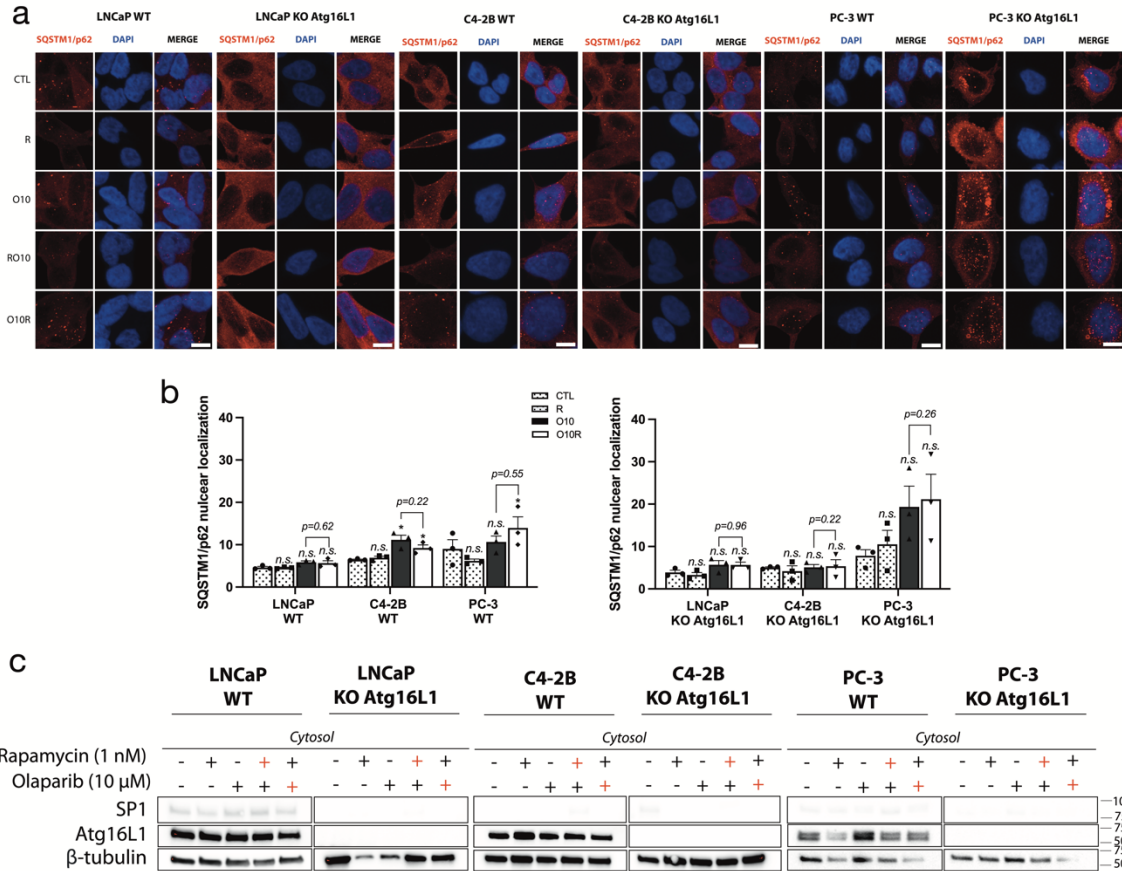 a
LNCaP WT LNCaP KO Atg16L1 C4-2B WT C4-2B KO Atg16L1 PC-3 WT PC-3 KO Atg16L1
SQSTM1/p62 DAPI MERGE SQSTM1/p62 DAPI MERGE SQSTM1/p62 DAPI MERGE SQSTM1/p62 DAPI MERGE SQSTM1/p62 DAPI MERGE SQSTM1/p62 DAPI MERGE
CTL
R
O10
RO10
O10R
b
SQSTM1/p62 nulcear localization
40
30
20
10
0
n.s. n.s. n.s. p=0.62
n.s. * * p=0.22
n.s. n.s. * p=0.55
LNCaP WT
C4-2B WT
PC-3 WT
CTL
R
O10
O10R
SQSTM1/p62 nulcear localization
40
30
20
10
0
n.s. n.s. n.s. p=0.96
n.s. n.s. n.s. p=0.22
n.s. n.s. n.s. p=0.26
LNCaP KO Atg16L1
C4-2B KO Atg16L1
PC-3 KO Atg16L1
c
LNCaP WT LNCaP KO Atg16L1 C4-2B WT C4-2B KO Atg16L1 PC-3 WT PC-3 KO Atg16L1
Cytosol Cytosol Cytosol
Rapamycin (1 nM) - + - + + - + - + + - + - + + - + - + + - + - + + - + - + +
Olaparib (10 μM) - - + + + - - + + + - - + + + - - + + + - - + + + - - + + +
SP1
75
Atg16L1 75
50
75
β-tubulin 50